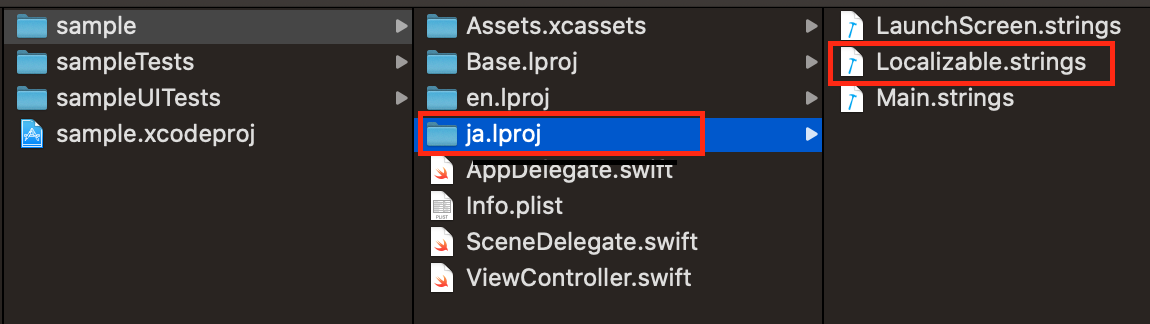 sample
sampleTests
sampleUITests
sample.xcodeproj
Assets.xcassets
Base.lproj
en.lproj
ja.lproj
AppDelegate.swift
Info.plist
SceneDelegate.swift
ViewController.swift
LaunchScreen.strings
Localizable.strings
Main.strings